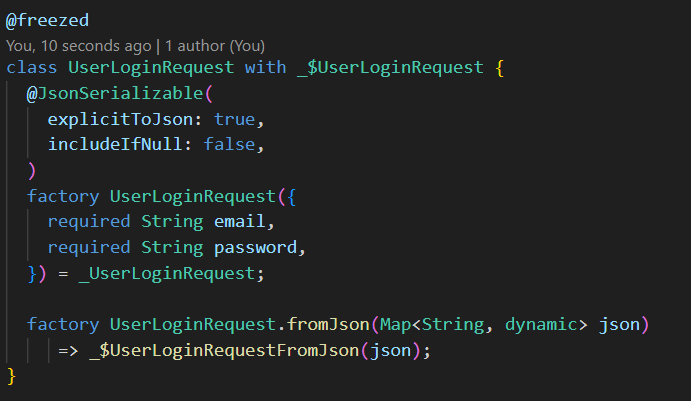 @freezed
You, 10 seconds ago | 1 author (You)
class UserLoginRequest with _$UserLoginRequest {
  @JsonSerializable(
    explicitToJson: true,
    includeIfNull: false,
  )
  factory UserLoginRequest({
    required String email,
    required String password,
  }) = _UserLoginRequest;

  factory UserLoginRequest.fromJson(Map<String, dynamic> json)
     => _$UserLoginRequestFromJson(json);
}